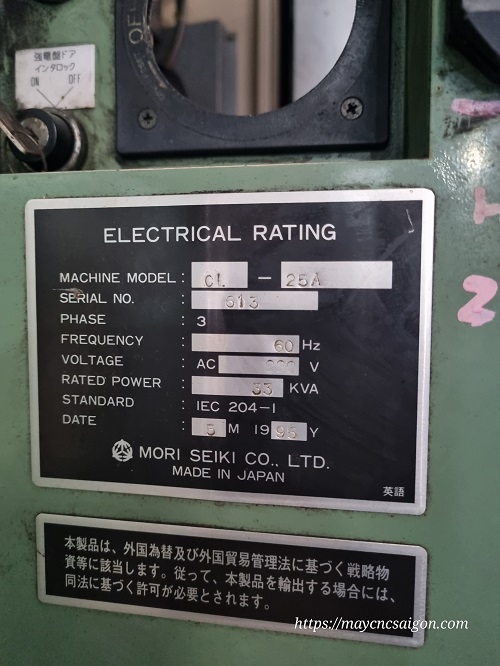 強電盤ドア
インタロック
ON OFF
OFF
ELECTRICAL RATING
MACHINE MODEL : CL - 25A
SERIAL NO. : 513
PHASE : 3
FREQUENCY : 60 Hz
VOLTAGE : AC V
RATED POWER : 33 KVA
STANDARD : IEC 204-1
DATE : 5 M 1995 Y
MORI SEIKI CO., LTD.
MADE IN JAPAN
英語
本製品は、外国為替及び外国貿易管理法に基づく戦略物
資等に該当します。従って、本製品を輸出する場合には、
同法に基づく許可が必要とされます。
https://maycncsaigon.com